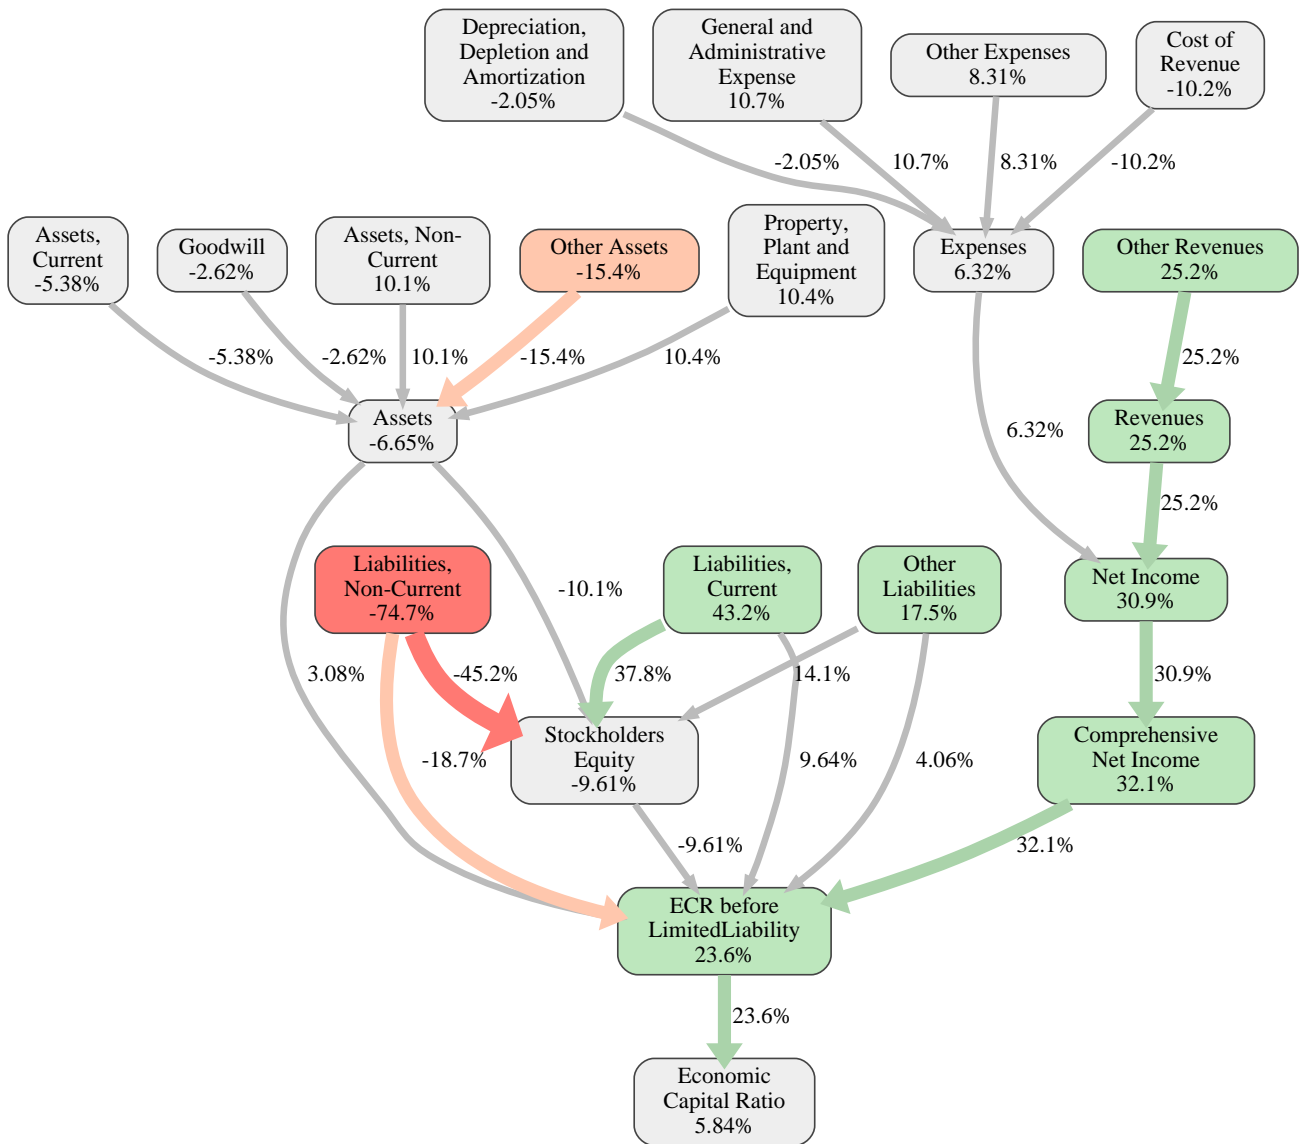 Depreciation,
Depletion and
Amortization
-2.05%
General and
Administrative
Expense
10.7%
Other Expenses
8.31%
Cost of
Revenue
-10.2%
-2.05%
10.7%
8.31%
-10.2%
Assets,
Current
-5.38%
Goodwill
-2.62%
Assets, Non-
Current
10.1%
Other Assets
-15.4%
Property,
Plant and
Equipment
10.4%
Expenses
6.32%
Other Revenues
25.2%
-5.38%
-2.62%
10.1%
-15.4%
10.4%
25.2%
Assets
-6.65%
6.32%
Revenues
25.2%
25.2%
Liabilities,
Non-Current
-74.7%
-10.1%
Liabilities,
Current
43.2%
Other
Liabilities
17.5%
Net Income
30.9%
3.08%
-45.2%
37.8%
14.1%
30.9%
-18.7%
Stockholders
Equity
-9.61%
9.64%
4.06%
Comprehensive
Net Income
32.1%
-9.61%
32.1%
ECR before
LimitedLiability
23.6%
23.6%
Economic
Capital Ratio
5.84%